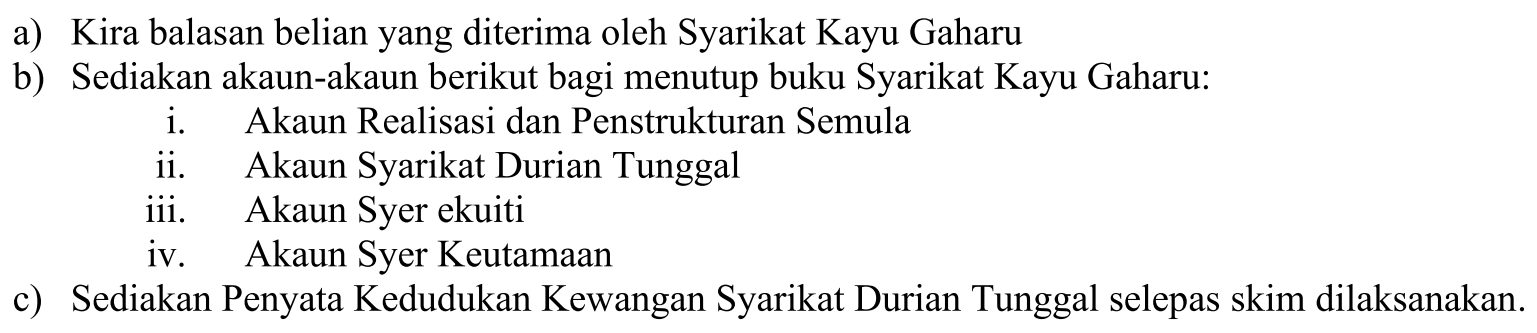 a) Kira balasan belian yang diterima oleh Syarikat Kayu Gaharu
b) Sediakan akaun-akaun berikut bagi menutup buku Syarikat Kayu Gaharu:
i. Akaun Realisasi dan Penstrukturan Semula
ii. Akaun Syarikat Durian Tunggal
iii. Akaun Syer ekuiti
iv. Akaun Syer Keutamaan
c) Sediakan Penyata Kedudukan Kewangan Syarikat Durian Tunggal selepas skim dilaksanakan.